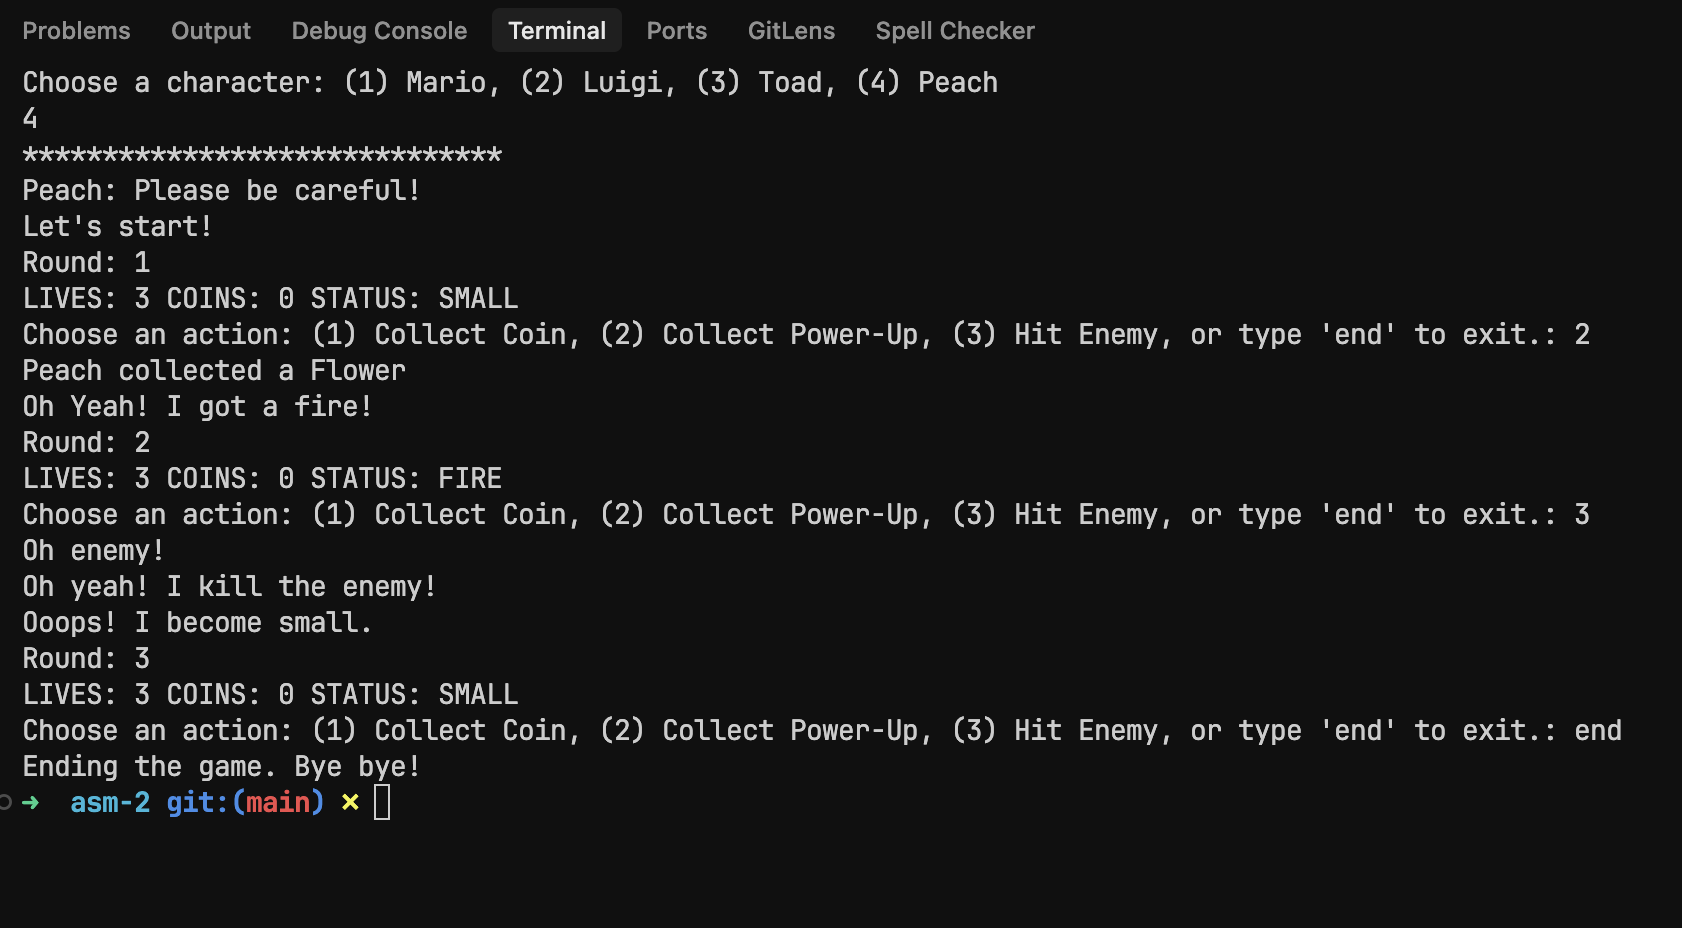 Problems Output Debug Console Terminal Ports GitLens Spell Checker
Choose a character: (1) Mario, (2) Luigi, (3) Toad, (4) Peach
4
******************************
Peach: Please be careful!
Let's start!
Round: 1
LIVES: 3 COINS: 0 STATUS: SMALL
Choose an action: (1) Collect Coin, (2) Collect Power-Up, (3) Hit Enemy, or type 'end' to exit.: 2
Peach collected a Flower
Oh Yeah! I got a fire!
Round: 2
LIVES: 3 COINS: 0 STATUS: FIRE
Choose an action: (1) Collect Coin, (2) Collect Power-Up, (3) Hit Enemy, or type 'end' to exit.: 3
Oh enemy!
Oh yeah! I kill the enemy!
Ooops! I become small.
Round: 3
LIVES: 3 COINS: 0 STATUS: SMALL
Choose an action: (1) Collect Coin, (2) Collect Power-Up, (3) Hit Enemy, or type 'end' to exit.: end
Ending the game. Bye bye!
➜ asm-2 git:(main) ✗